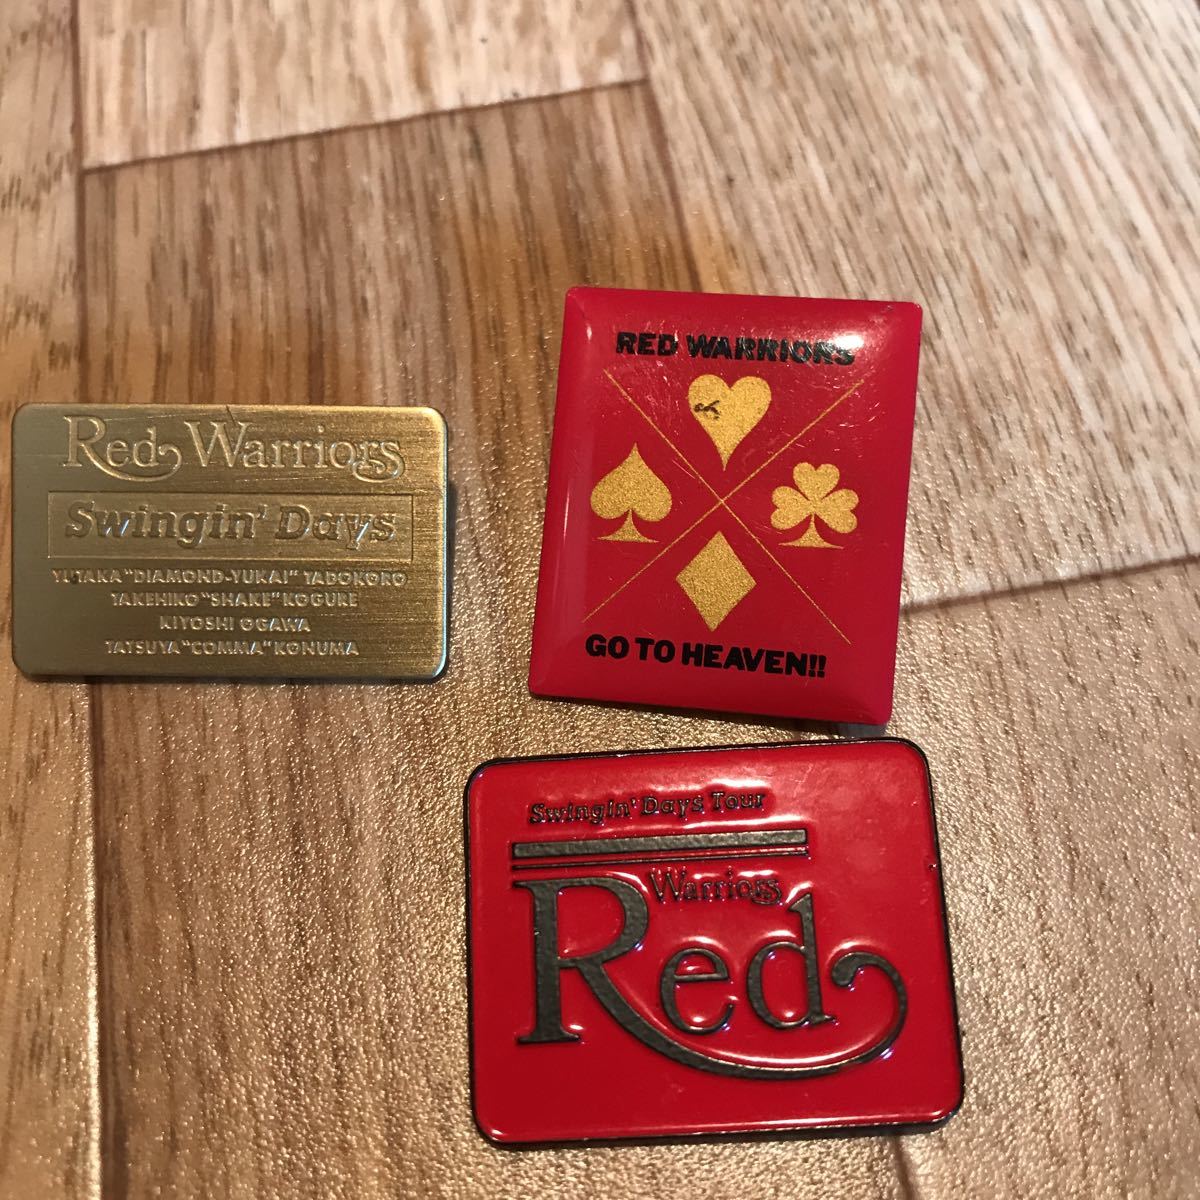 Red Warriors
Swingin' Days
YUTAKA "DIAMOND-YUKAI" TADOKORO
TAKEHIKO "SHAKE" KOGURE
KIYOSHI OGAWA
TATSUYA "COMMA" KONUMA
RED WARRIORS
GO TO HEAVEN!!
Swingin' Days Tour
Warriors
Red